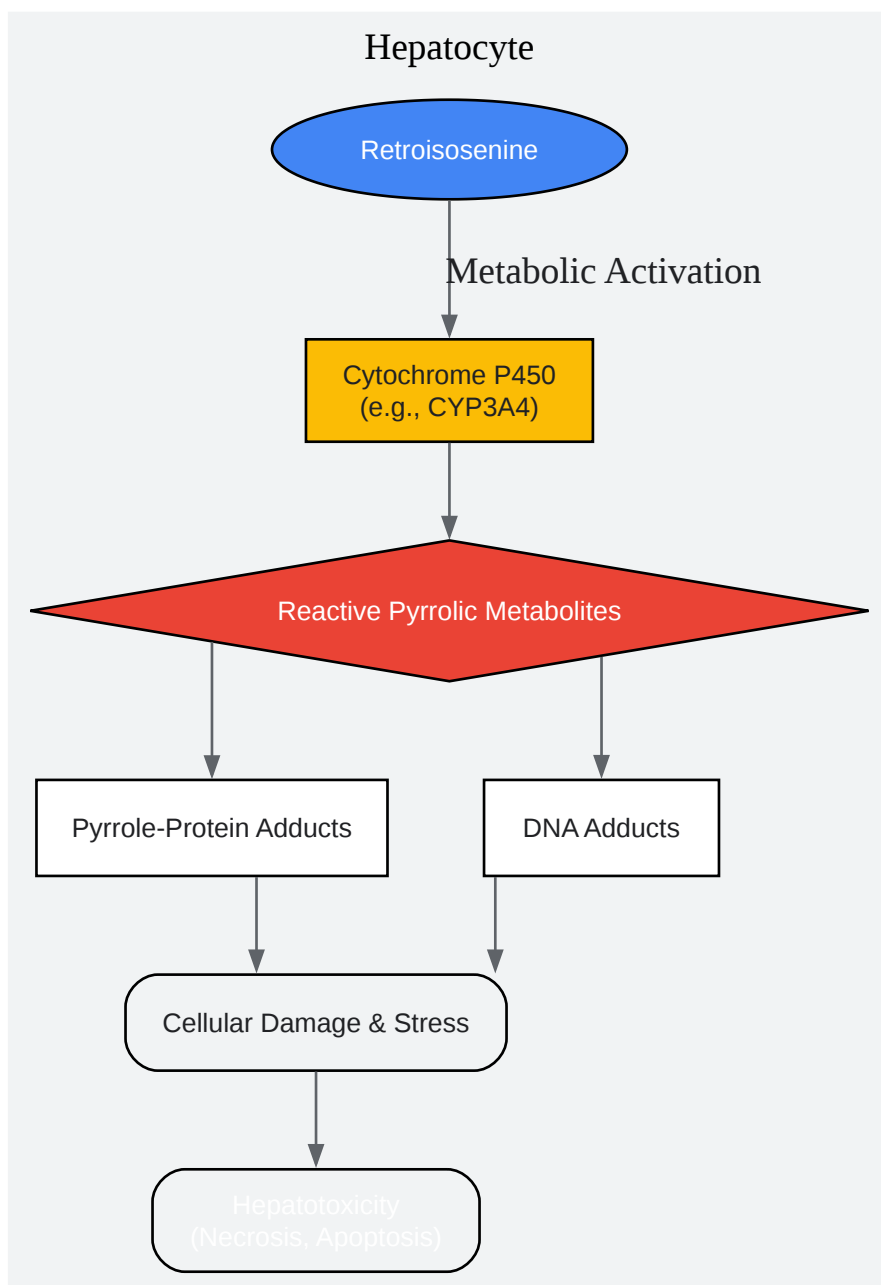 Hepatocyte
Retroisosenine
Metabolic Activation
Cytochrome P450
(e.g., CYP3A4)
Reactive Pyrrolic Metabolites
Pyrrole-Protein Adducts
DNA Adducts
Cellular Damage & Stress
Hepatotoxicity
(Necrosis, Apoptosis)